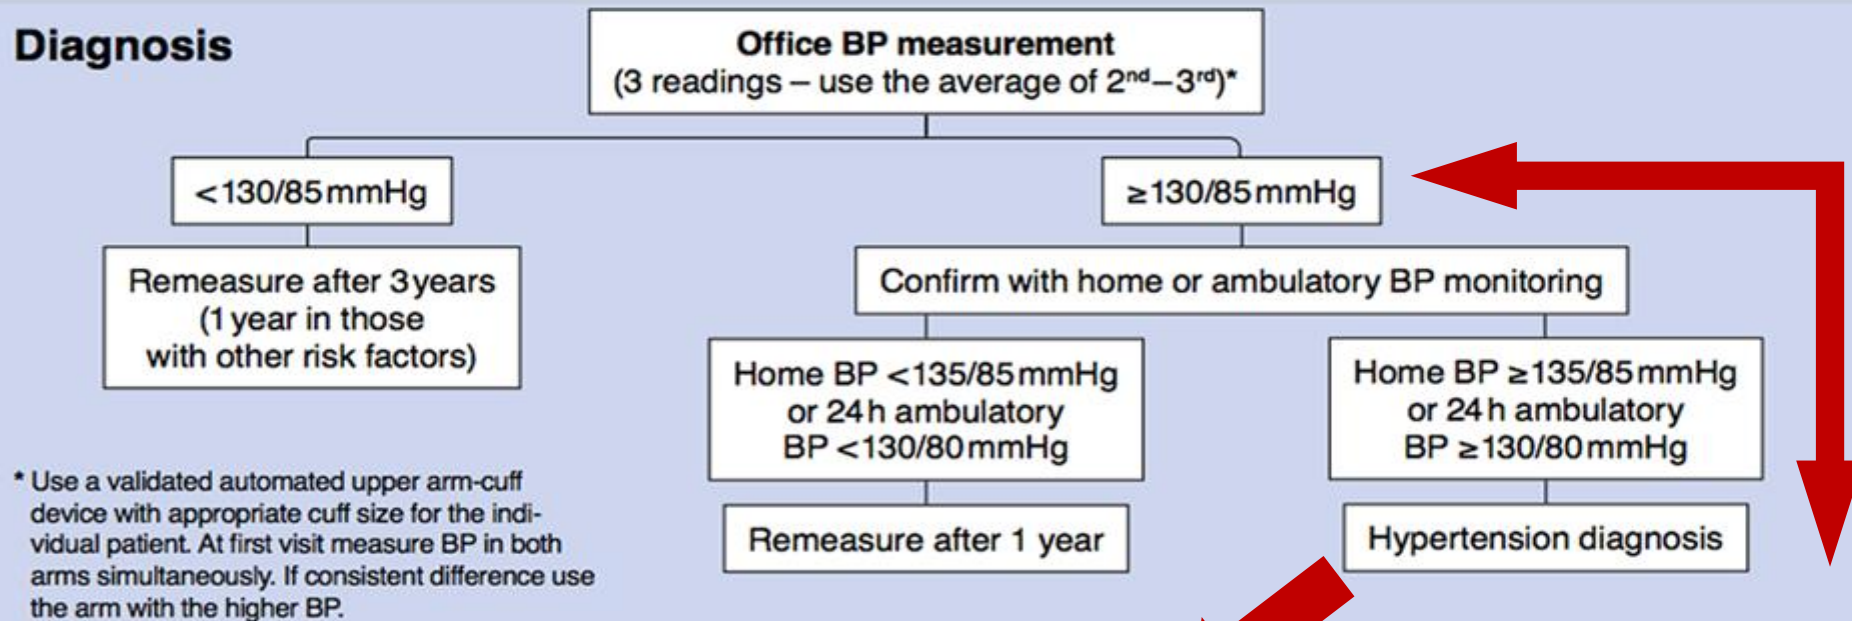 Diagnosis
Office BP measurement
(3 readings – use the average of 2nd–3rd)*
<130/85 mmHg
≥130/85 mmHg
Remeasure after 3 years
(1 year in those
with other risk factors)
Confirm with home or ambulatory BP monitoring
Home BP <135/85 mmHg
or 24 h ambulatory
BP <130/80 mmHg
Home BP ≥135/85 mmHg
or 24 h ambulatory
BP ≥130/80 mmHg
Remeasure after 1 year
Hypertension diagnosis
* Use a validated automated upper arm-cuff
device with appropriate cuff size for the indi-
vidual patient. At first visit measure BP in both
arms simultaneously. If consistent difference use
the arm with the higher BP.